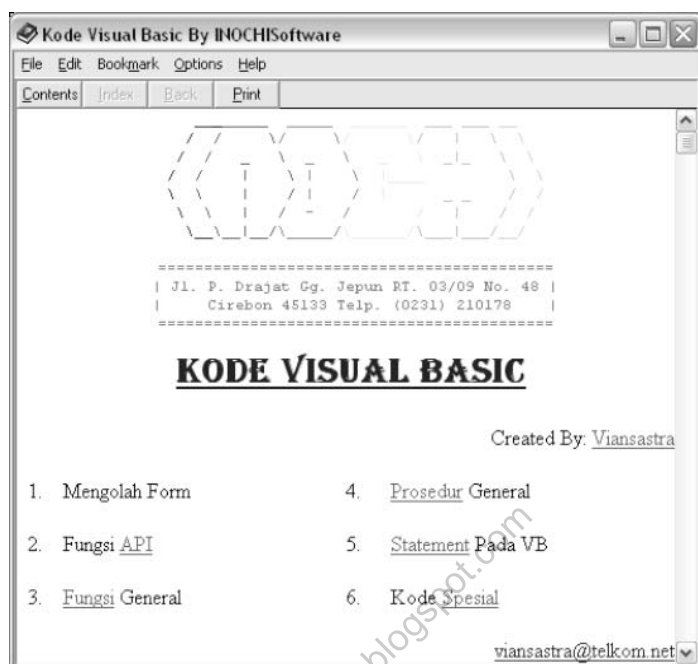 Kode Visual Basic By INOCHISoftware
File Edit Bookmark Options Help
Contents Index Back Print
Jl. P. Drajat Gg. Jepun RT. 03/09 No. 48
Cirebon 45133 Telp. (0231) 210178
KODE VISUAL BASIC
Created By: Viansastra
1. Mengolah Form
2. Fungsi API
3. Fungsi General
4. Prosedur General
5. Statement Pada VB
6. Kode Spesial
viansastra@telkom.net
blogspot.com